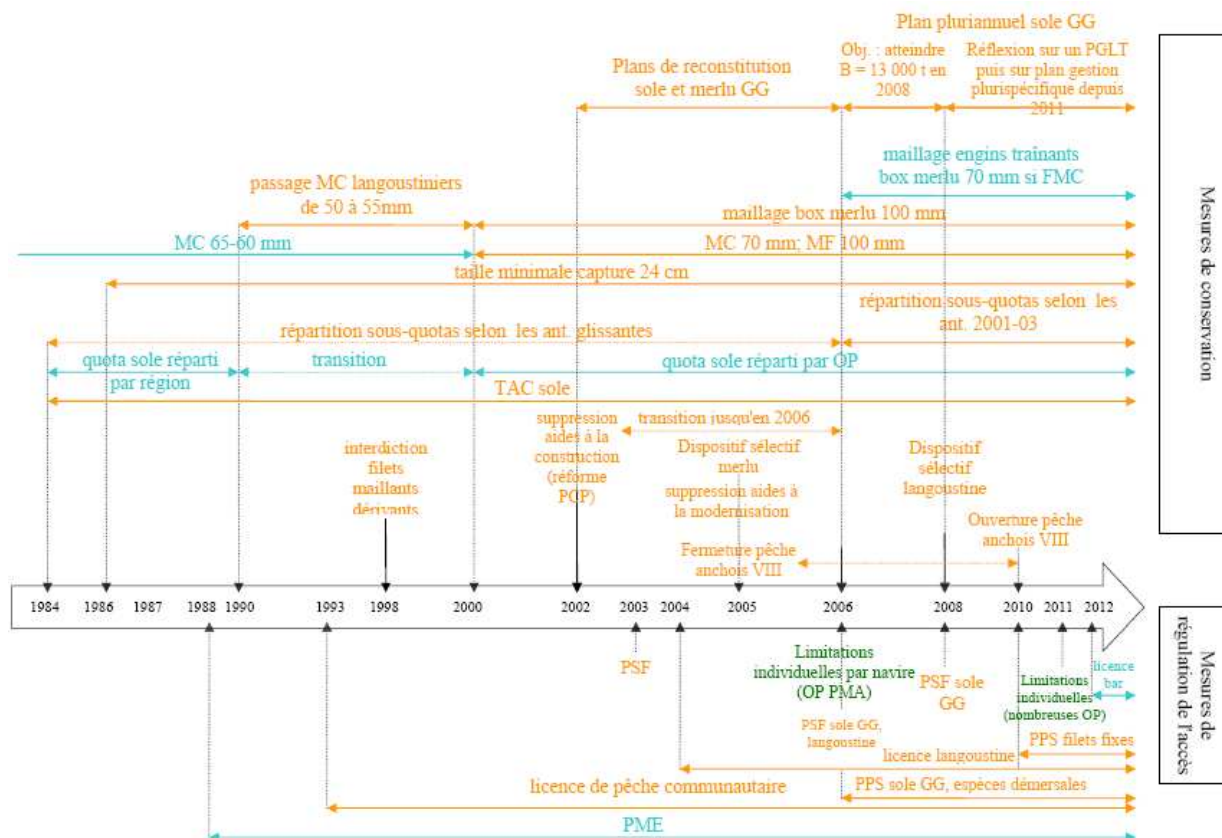 Plan pluriannuel sole GG
Obj. : atteindre
B = 13 000 t en
2008
Réflexion sur un PGLT
puis sur plan gestion
plurispécifique depuis
2011
Plans de reconstitution
sole et merlu GG
maillage engins traînants
box merlu 70 mm si FMC
passage MC langoustiniers
de 50 à 55mm
maillage box merlu 100 mm
MC 65-60 mm
MC 70 mm; MF 100 mm
taille minimale capture 24 cm
répartition sous-quotas selon les
ant. 2001-03
répartition sous-quotas selon les ant. glissantes
quota sole réparti
par région
transition
quota sole réparti par OP
TAC sole
suppression
aides à la
construction
(réforme
PCP)
transition jusqu'en 2006
interdiction
filets
maillants
dérivants
Dispositif sélectif
merlu
suppression aides à
la modernisation
Dispositif
sélectif
langoustine
Ouverture pêche
anchois VIII
Fermeture pêche
anchois VIII
Mesures de conservation
1984 1986 1987 1988 1990 1993 1998 2000 2002 2003 2004 2005 2006 2008 2010 2011 2012
PSF
Limitations
individuelles par navire
(OP PMA)
PSF sole
GG
Limitations
individuelles
(nombreuses OP)
licence
bar
PSF sole GG,
langoustine
PPS filets fixes
licence langoustine
licence de pêche communautaire
PPS sole GG, espèces démersales
PME
Mesures de
régulation de l'accès